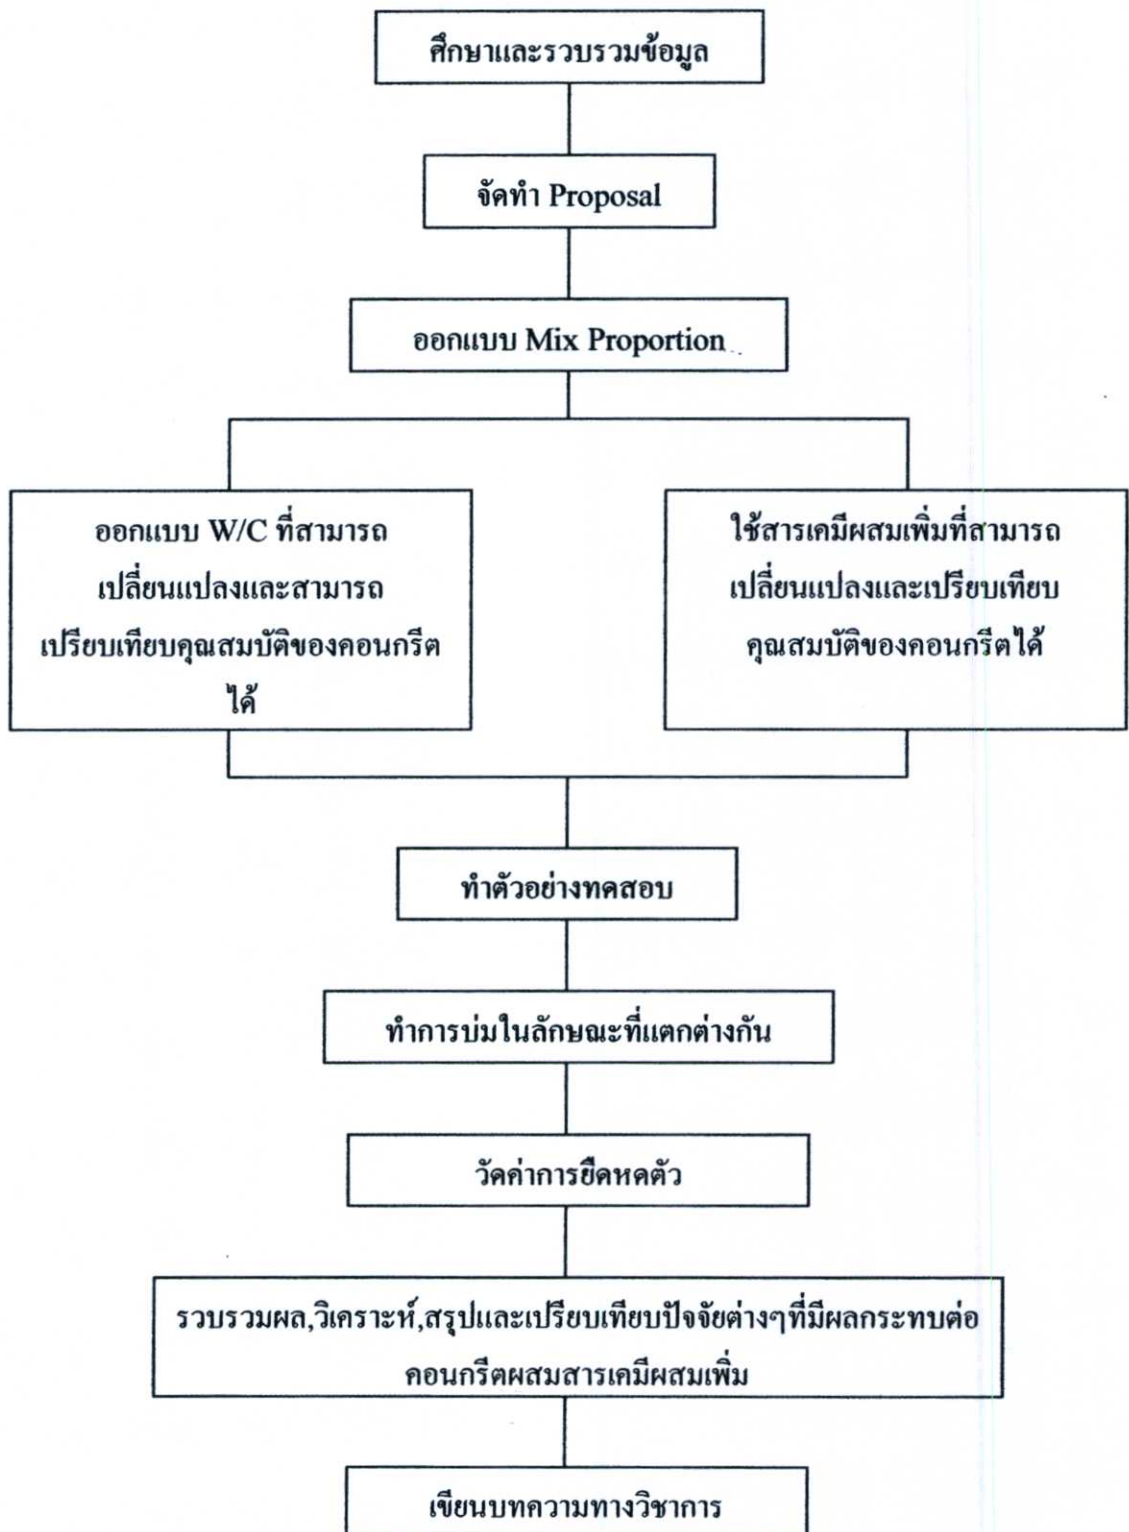 ศึกษาและรวบรวมข้อมูล
จัดทำ Proposal
ออกแบบ Mix Proportion
ออกแบบ W/C ที่สามารถ
เปลี่ยนแปลงและสามารถ
เปรียบเทียบคุณสมบัติของคอนกรีต
ได้
ใช้สารเคมีผสมเพิ่มที่สามารถ
เปลี่ยนแปลงและเปรียบเทียบ
คุณสมบัติของคอนกรีตได้
ทำตัวอย่างทดสอบ
ทำการบ่มในลักษณะที่แตกต่างกัน
วัดค่าการยืดหดตัว
รวบรวมผล,วิเคราะห์,สรุปและเปรียบเทียบปัจจัยต่างๆที่มีผลกระทบต่อ
คอนกรีตผสมสารเคมีผสมเพิ่ม
เขียนบทความทางวิชาการ